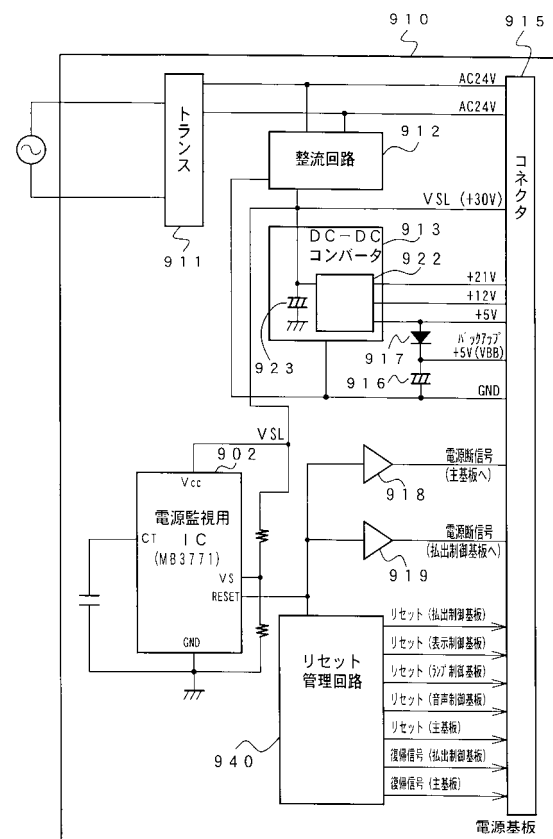 910
915
AC24V
AC24V
トランス
整流回路
912
コネクタ
911
VSL (+30V)
913
DC-DC
コンバータ
922
+21V
+12V
+5V
917
バックアップ
+5V(VBB)
923
916
GND
VSL
902
Vcc
電源監視用
IC
(MB3771)
CT
VS
RESET
GND
電源断信号
(主基板へ)
918
電源断信号
(払出制御基板へ)
919
リセット
管理回路
940
リセット(払出制御基板)
リセット(表示制御基板)
リセット(ランプ制御基板)
リセット(音声制御基板)
リセット(主基板)
復帰信号(払出制御基板)
復帰信号(主基板)
電源基板